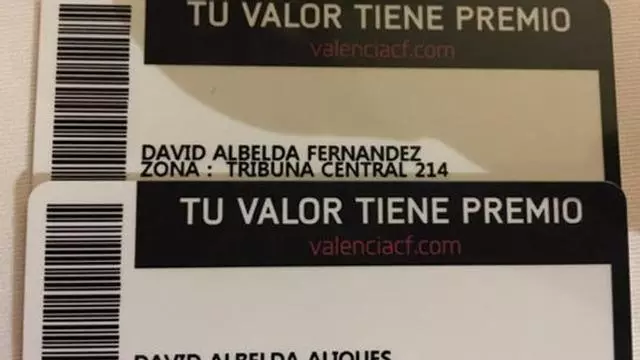 TU VALOR TIENE PREMIO
valenciacf.com
DAVID ALBELDA FERNANDEZ
ZONA : TRIBUNA CENTRAL 214
TU VALOR TIENE PREMIO
valenciacf.com
DAVID ALBELDA ALIQUES